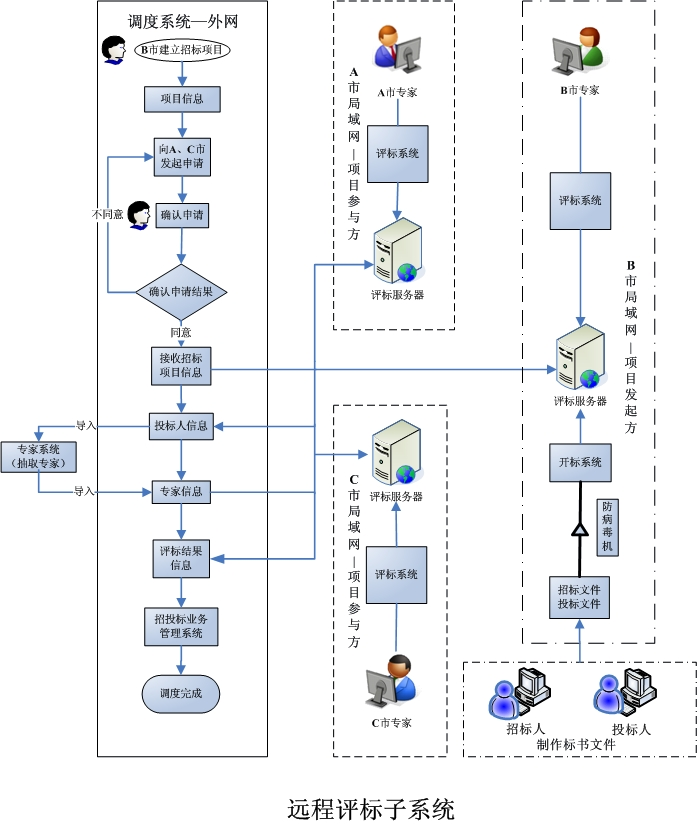 调度系统—外网
B市建立招标项目
项目信息
向A、C市
发起申请
不同意
确认申请
确认申请结果
同意
接收招标
项目信息
导入
投标人信息
专家系统
（抽取专家）
导入
专家信息
评标结果
信息
招投标业务
管理系统
调度完成
A市局域网—项目参与方
A市专家
评标系统
评标服务器
C市局域网—项目参与方
评标服务器
评标系统
C市专家
B市专家
评标系统
B市局域网—项目发起方
评标服务器
开标系统
防病毒机
招标文件
投标文件
招标人
投标人
制作标书文件
远程评标子系统